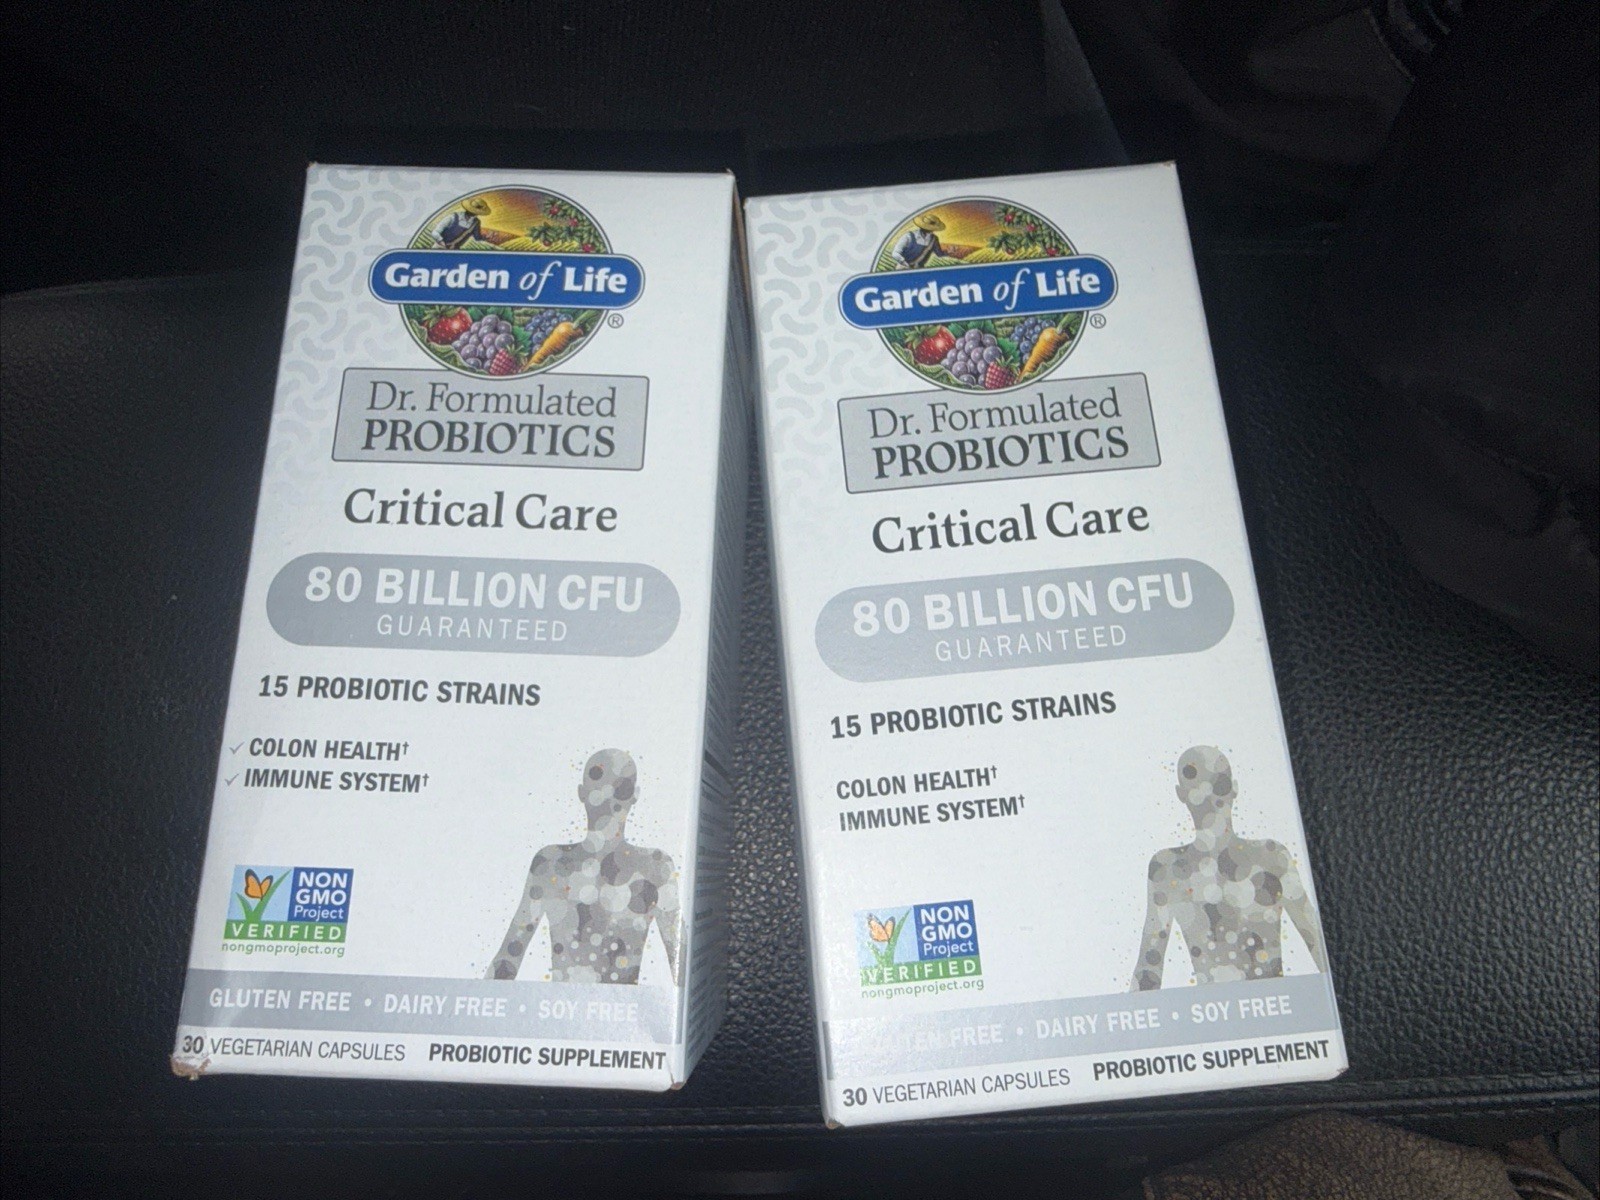 Garden of Life
®
Dr. Formulated
PROBIOTICS
Critical Care
80 BILLION CFU
GUARANTEED
15 PROBIOTIC STRAINS
✓ COLON HEALTH†
✓ IMMUNE SYSTEM†
NON
GMO
Project
VERIFIED
nongmoproject.org
GLUTEN FREE • DAIRY FREE • SOY FREE
30 VEGETARIAN CAPSULES PROBIOTIC SUPPLEMENT
Garden of Life
®
Dr. Formulated
PROBIOTICS
Critical Care
80 BILLION CFU
GUARANTEED
15 PROBIOTIC STRAINS
COLON HEALTH†
IMMUNE SYSTEM†
NON
GMO
Project
VERIFIED
nongmoproject.org
GLUTEN FREE • DAIRY FREE • SOY FREE
30 VEGETARIAN CAPSULES PROBIOTIC SUPPLEMENT